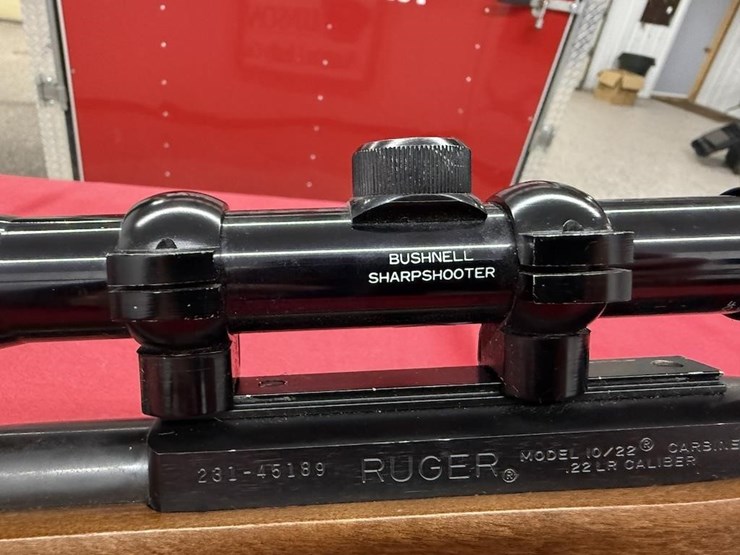 BUSHNELL
SHARPSHOOTER
231-45189 RUGER® MODEL 10/22® CARBINE
.22 LR CALIBER